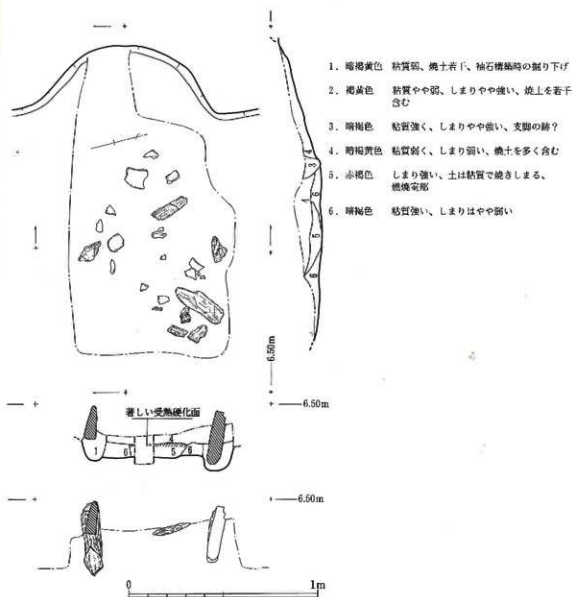 1. 暗褐黄色 粘質弱、焼土若干、袖石構築時の掘り下げ
2. 褐黄色 粘質やや弱、しまりやや強い、焼土を若干
含む
3. 暗褐色 粘質強く、しまりやや強い、支脚の跡?
4. 暗褐黄色 粘質弱く、しまり弱い、焼土を多く含む
5. 赤褐色 しまり強い、土は粘質で焼きしまる、
燃焼室部
6. 暗褐色 粘質強い、しまりはやや弱い
4
3
6
4
5
6
6.50m
6.50m
著しい受熱硬化面
4
1
6
5
6
6.50m
0
1m